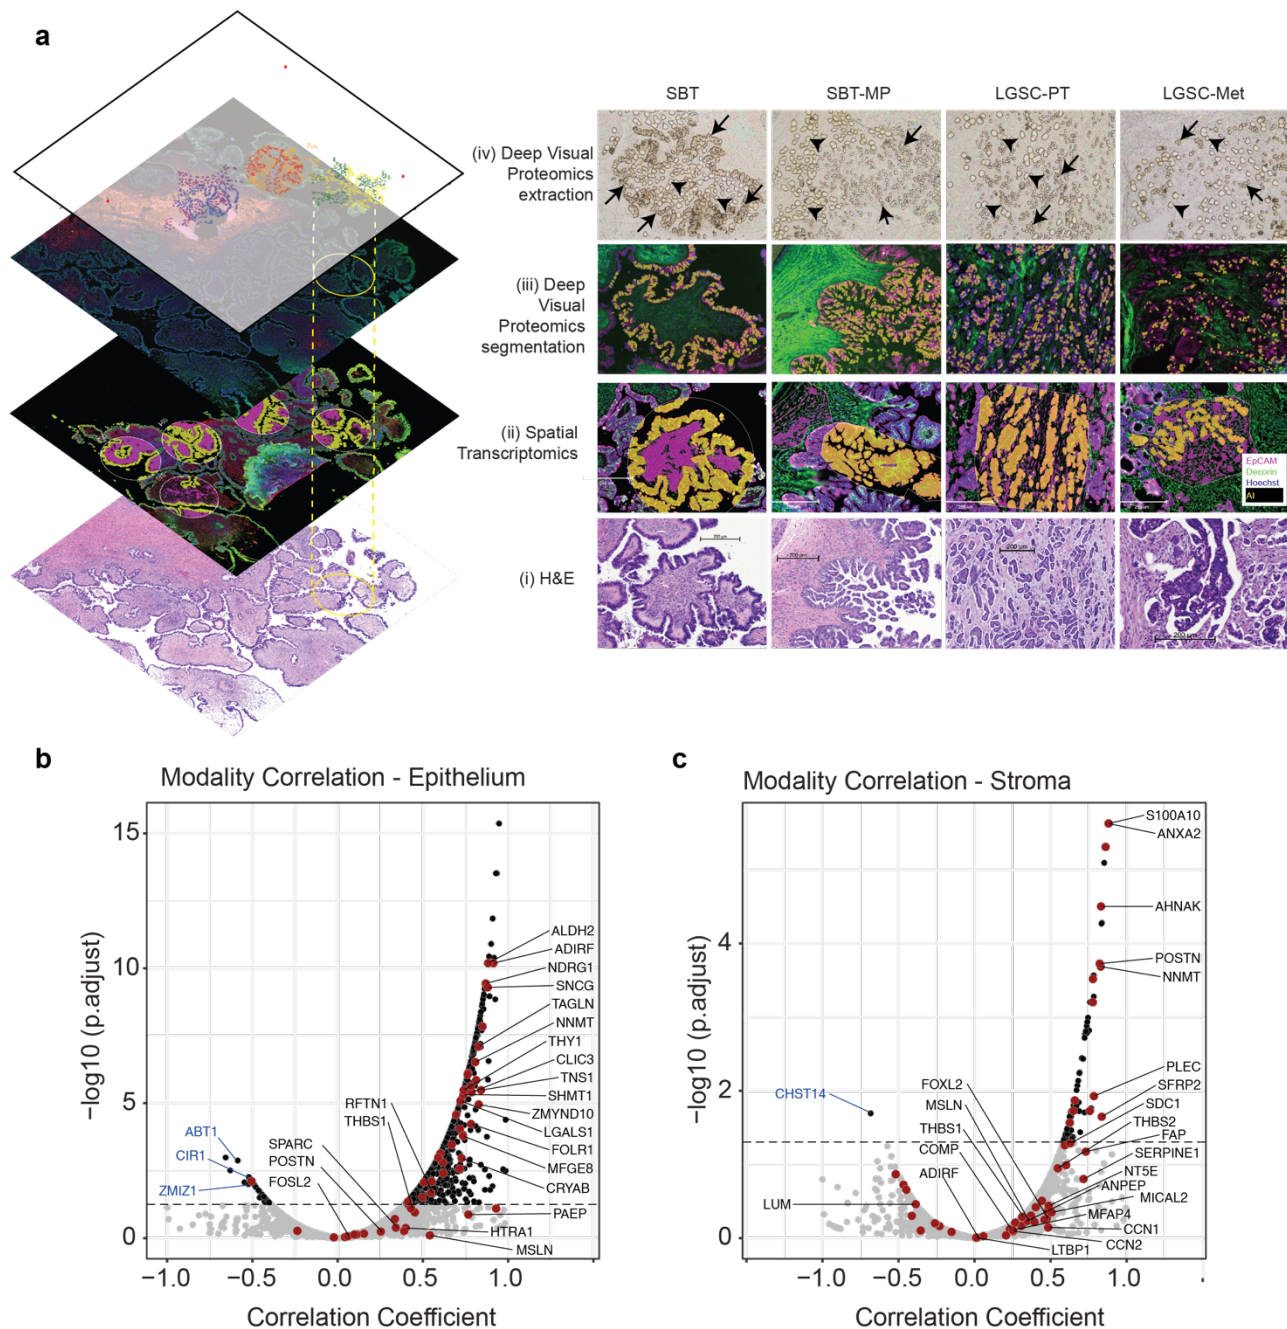 a
SBT
SBT-MP
LGSC-PT
LGSC-Met
(iv) Deep Visual
Proteomics
extraction
(iii) Deep
Visual
Proteomics
segmentation
(ii) Spatial
Transcriptomics
EpCAM
Decorin
Hoechst
AI
(i) H&E
200 µm
200 µm
200 µm
b
Modality Correlation - Epithelium
−log10 (p.adjust)
15
10
5
0
−1.0
−0.5
0.0
0.5
1.0
Correlation Coefficient
ALDH2
ADIRF
NDRG1
SNCG
TAGLN
NNMT
THY1
CLIC3
TNS1
SHMT1
ZMYND10
LGALS1
FOLR1
MFGE8
CRYAB
PAEP
HTRA1
MSLN
RFTN1
THBS1
SPARC
POSTN
FOSL2
ABT1
CIR1
ZMIZ1
c
Modality Correlation - Stroma
−log10 (p.adjust)
4
2
0
−1.0
−0.5
0.0
0.5
1.0
Correlation Coefficient
S100A10
ANXA2
AHNAK
POSTN
NNMT
PLEC
SFRP2
SDC1
THBS2
FAP
SERPINE1
NT5E
ANPEP
MICAL2
MFAP4
CCN1
CCN2
LTBP1
FOXL2
MSLN
THBS1
COMP
ADIRF
LUM
CHST14